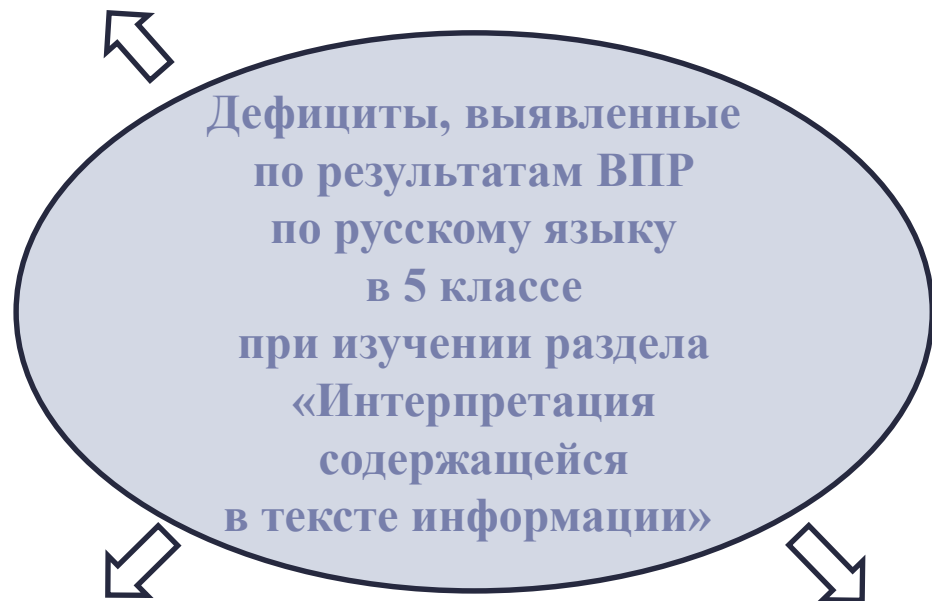 Дефициты, выявленные
по результатам ВПР
по русскому языку
в 5 классе
при изучении раздела
«Интерпретация
содержащейся
в тексте информации»